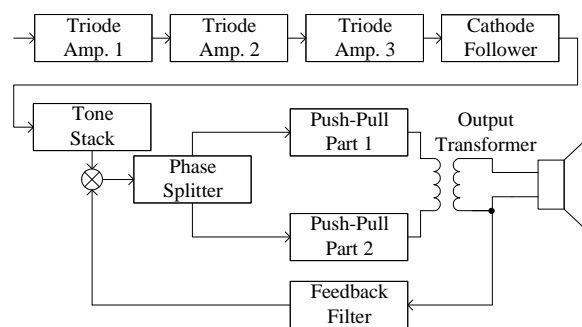 Triode
Amp. 1
Triode
Amp. 2
Triode
Amp. 3
Cathode
Follower
Tone
Stack
Phase
Splitter
Push-Pull
Part 1
Push-Pull
Part 2
Output
Transformer
Feedback
Filter